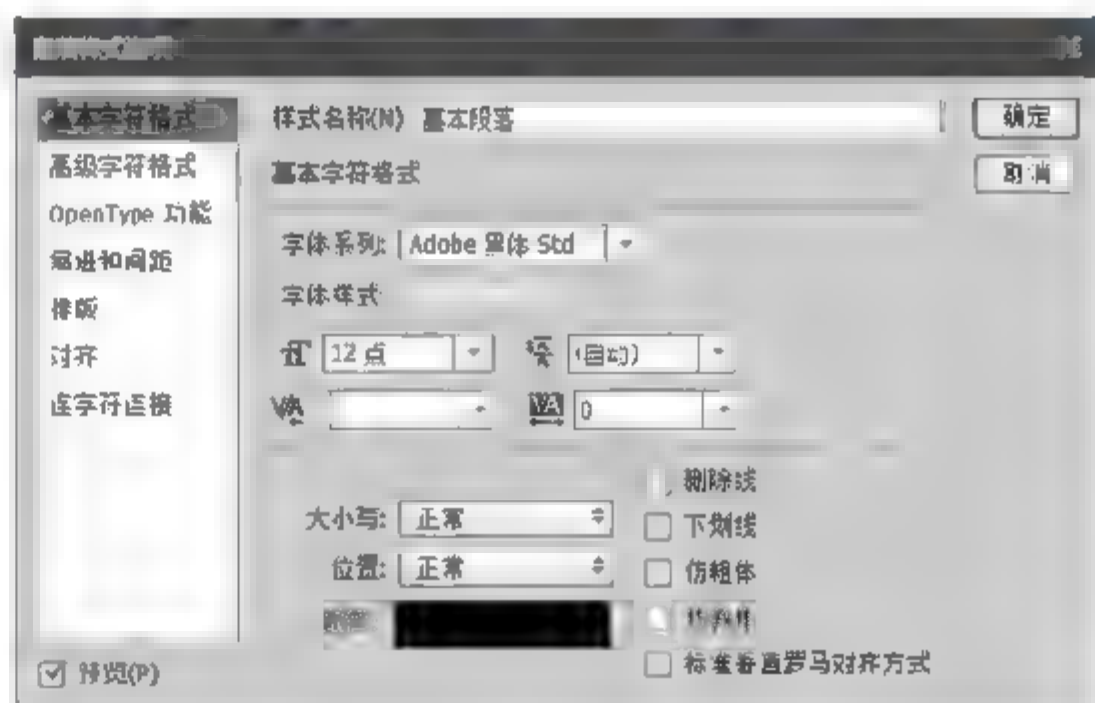 基本字符格式
高级字符格式
OpenType 功能
缩进和间距
排版
对齐
连字符连接
样式名称(N) 基本段落
基本字符格式
字体系列: Adobe 黑体 Std
字体样式
12 点 (自动)
0
大小写: 正常
位置: 正常
删除线
下划线
仿粗体
标准垂直罗马对齐方式
确定
取消
预览(P)